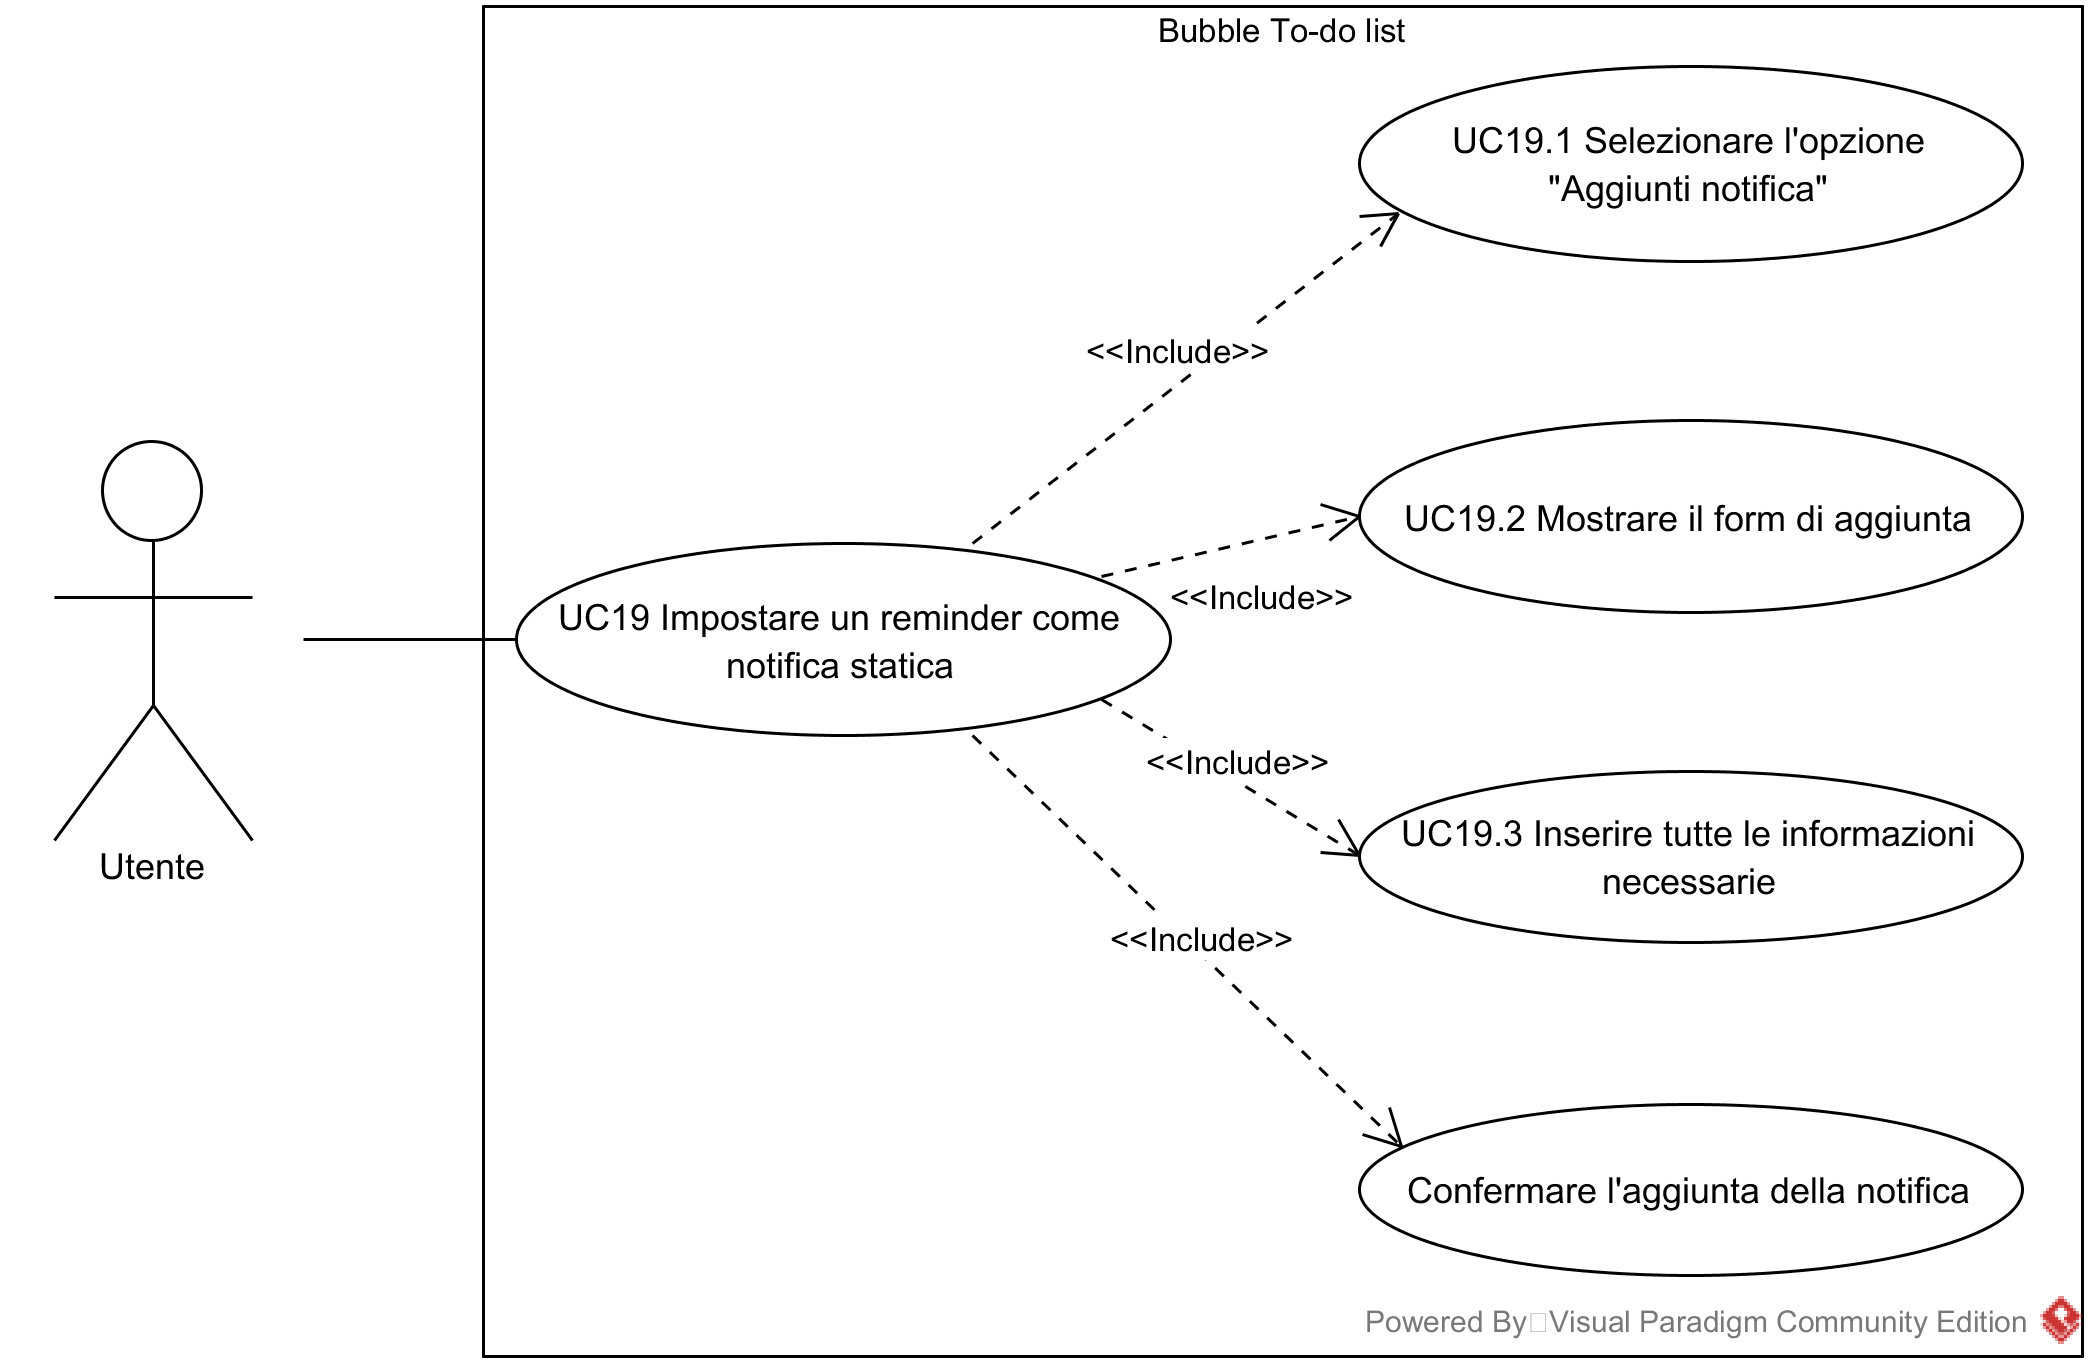 Bubble To-do list
UC19.1 Selezionare l'opzione
"Aggiunti notifica"
<<Include>>
UC19.2 Mostrare il form di aggiunta
<<Include>>
UC19 Impostare un reminder come
notifica statica
<<Include>>
UC19.3 Inserire tutte le informazioni
necessarie
Utente
<<Include>>
Confermare l'aggiunta della notifica
Powered By Visual Paradigm Community Edition